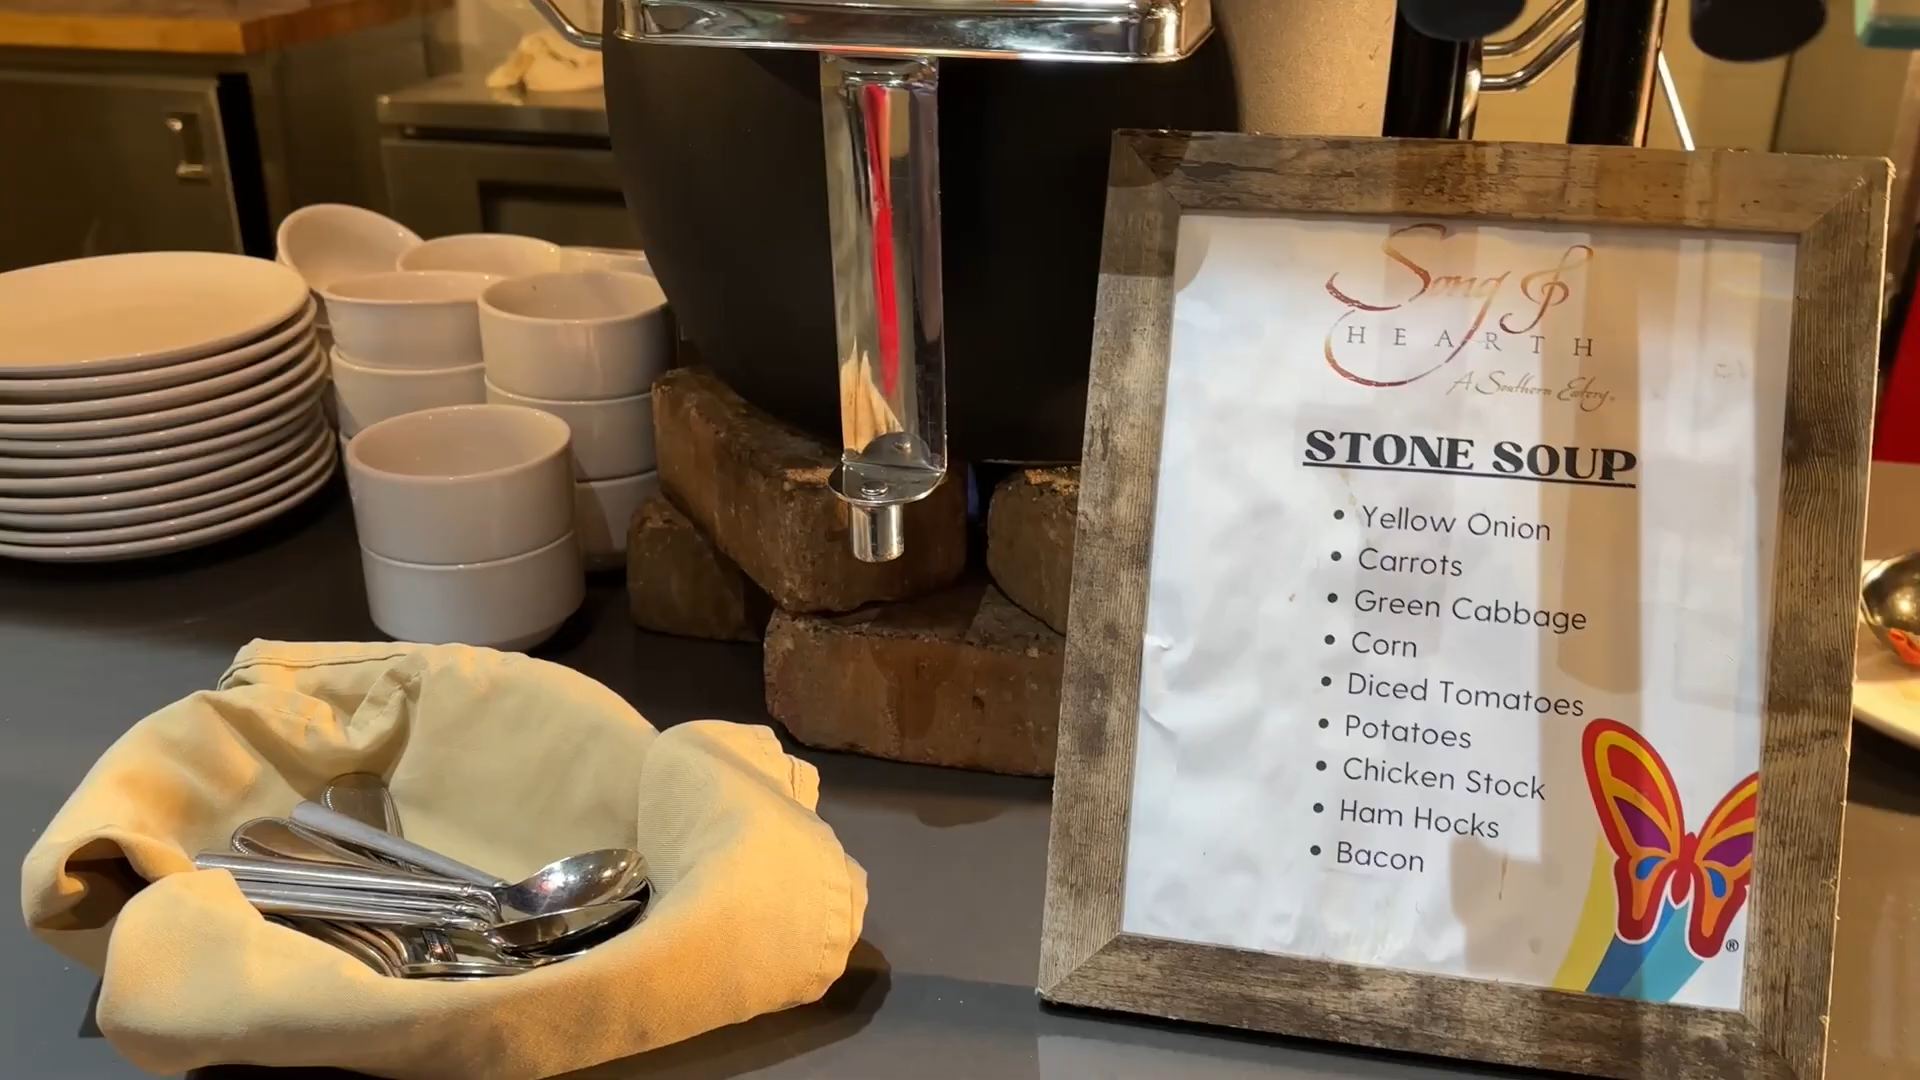 Song &
HEARTH
A Southern Eatery
STONE SOUP
• Yellow Onion
• Carrots
• Green Cabbage
• Corn
• Diced Tomatoes
• Potatoes
• Chicken Stock
• Ham Hocks
• Bacon
®